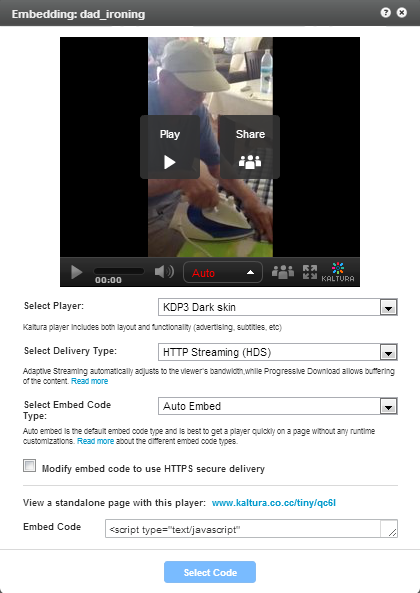 Embedding: dad_ironing
Play
Share
00:00
Auto
KALTURA
Select Player:
KDP3 Dark skin
Kaltura player includes both layout and functionality (advertising, subtitles, etc)
Select Delivery Type:
HTTP Streaming (HDS)
Adaptive Streaming automatically adjusts to the viewer's bandwidth,while Progressive Download allows buffering
of the content. Read more
Select Embed Code
Type:
Auto Embed
Auto embed is the default embed code type and is best to get a player quickly on a page without any runtime
customizations. Read more about the different embed code types.
Modify embed code to use HTTPS secure delivery
View a standalone page with this player: www.kaltura.co.cc/tiny/qc6l
Embed Code
<script type="text/javascript"
Select Code